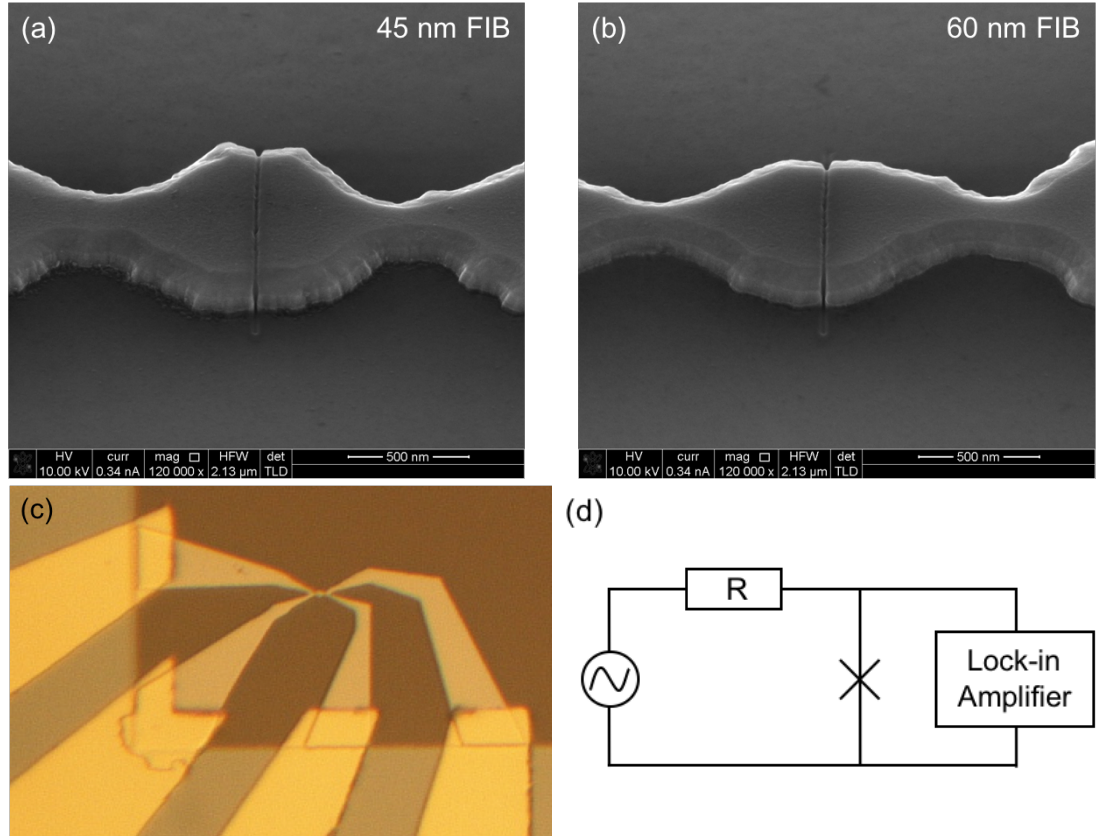 (a) 45 nm FIB
(b) 60 nm FIB
HV curr mag HFW det
10.00 kV 0.34 nA 120 000 x 2.13 µm TLD 500 nm
HV curr mag HFW det
10.00 kV 0.34 nA 120 000 x 2.13 µm TLD 500 nm
(c)
(d)
R
Lock-in
Amplifier